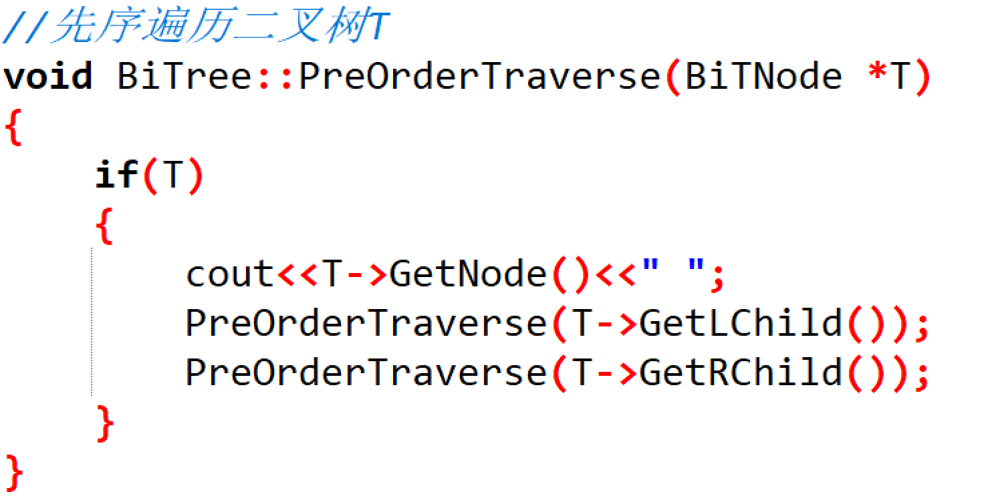 //先序遍历二叉树T
void BiTree::PreOrderTraverse(BiTNode *T)
{
    if(T)
    {
        cout<<T->GetNode()<<" ";
        PreOrderTraverse(T->GetLChild());
        PreOrderTraverse(T->GetRChild());
    }
}